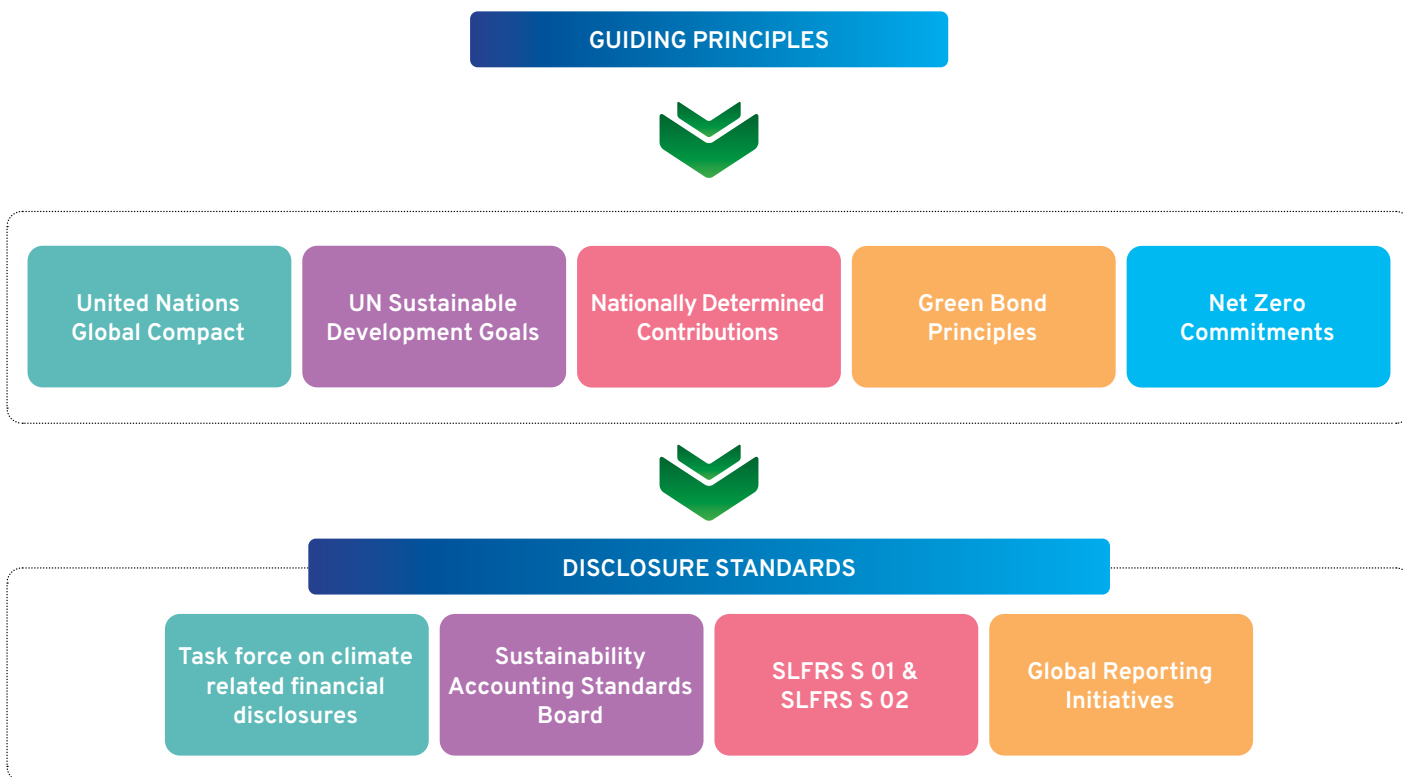 GUIDING PRINCIPLES
United Nations
Global Compact
UN Sustainable
Development Goals
Nationally Determined
Contributions
Green Bond
Principles
Net Zero
Commitments
DISCLOSURE STANDARDS
Task force on climate
related financial
disclosures
Sustainability
Accounting Standards
Board
SLFRS S 01 &
SLFRS S 02
Global Reporting
Initiatives